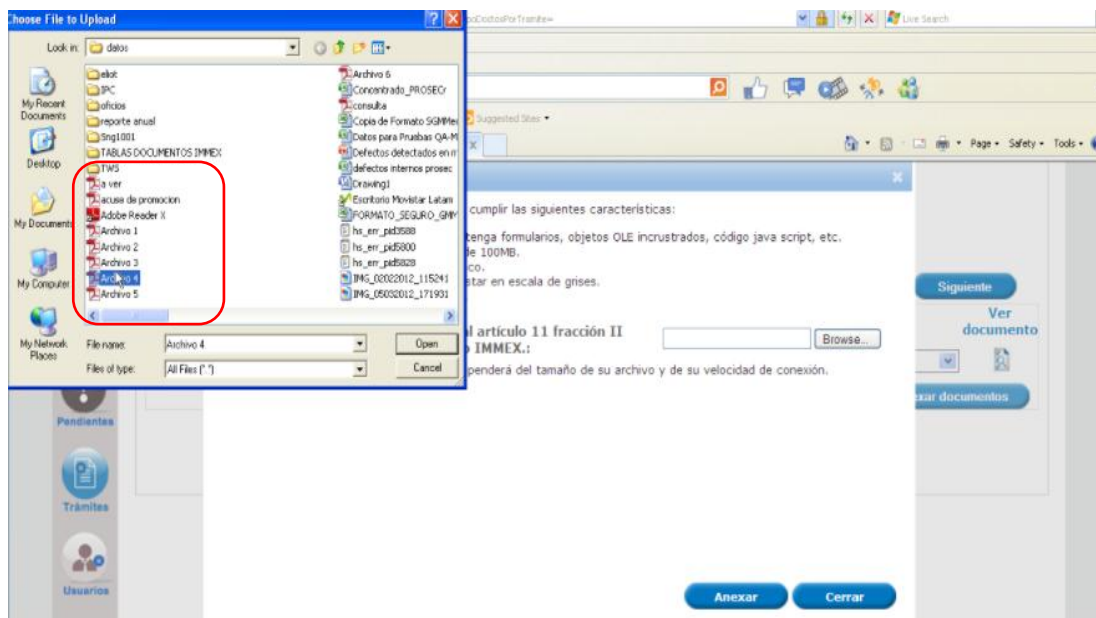 Choose File to Upload
Look in: datos
My Recent Documents
Desktop
My Documents
My Computer
My Network Places
eliot
IPC
oficios
reporte anual
Sng1001
TABLAS DOCUMENTOS IMMEX
TWS
a ver
acuse de promocion
Adobe Reader X
Archivo 1
Archivo 2
Archivo 3
Archivo 4
Archivo 5
Archivo 6
Concentrado_PROSECr
consulta
Copia de Formato SGMMe
Datos para Pruebas QA-M
Defectos detectados en
defectos internos prosec
Drawing1
Escritorio Movistar Latam
FORMATO_SEGURO_GMM
hs_err_pid3588
hs_err_pid5800
hs_err_pid5828
IMG_02022012_115241
IMG_05032012_171931
File name: Archivo 4 Open
Files of type: All Files (*.*) Cancel
Live Search
Suggested Sites
Page Safety Tools
cumplir las siguientes características:
tenga formularios, objetos OLE incrustrados, código java script, etc.
de 100MB.
co.
star en escala de grises.
al artículo 11 fracción II
IMMEX.: Browse...
penderá del tamaño de su archivo y de su velocidad de conexión.
Siguiente
Ver
documento
xar documentos
Pendientes
Trámites
Usuarios
Anexar Cerrar